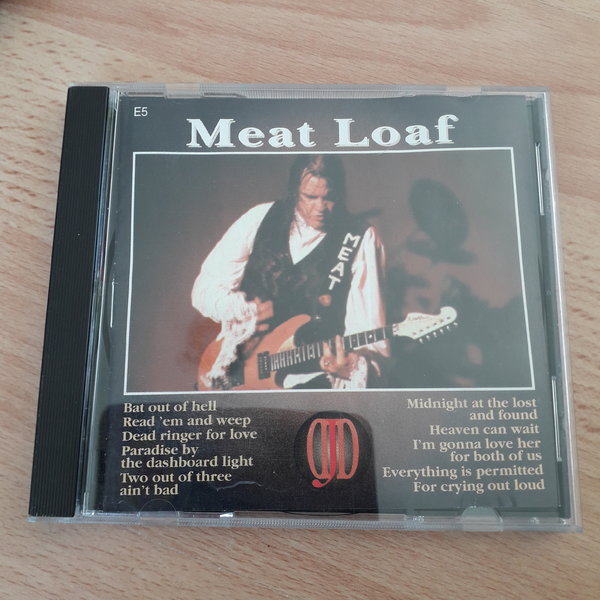 E5
Meat Loaf
MEAT
Bat out of hell
Read 'em and weep
Dead ringer for love
Paradise by
the dashboard light
Two out of three
ain't bad
Midnight at the lost
and found
Heaven can wait
I'm gonna love her
for both of us
Everything is permitted
For crying out loud